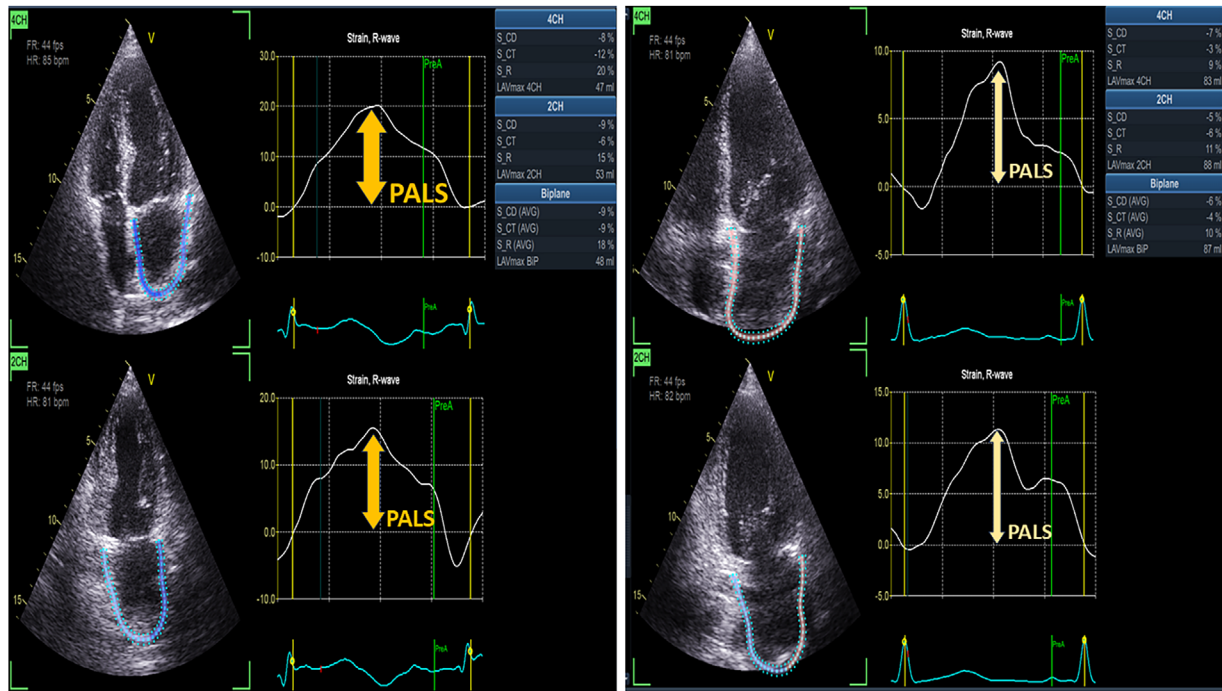 4CH
FR: 44 fps
HR: 85 bpm
V
5
10
15
Strain, R-wave
30.0
20.0
10.0
0.0
-10.0
PreA
PALS
PreA
4CH
S_CD -8 %
S_CT -12 %
S_R 20 %
LAVmax 4CH 47 ml
2CH
S_CD -9 %
S_CT -6 %
S_R 15 %
LAVmax 2CH 53 ml
Biplane
S_CD (AVG) -9 %
S_CT (AVG) -9 %
S_R (AVG) 18 %
LAVmax BiP 48 ml
2CH
FR: 44 fps
HR: 81 bpm
V
5
10
15
Strain, R-wave
20.0
10.0
0.0
-10.0
PreA
PALS
PreA
4CH
FR: 44 fps
HR: 81 bpm
V
5
10
Strain, R-wave
10.0
5.0
0.0
-5.0
PreA
PALS
PreA
4CH
S_CD -7 %
S_CT -3 %
S_R 9 %
LAVmax 4CH 83 ml
2CH
S_CD -5 %
S_CT -6 %
S_R 11 %
LAVmax 2CH 88 ml
Biplane
S_CD (AVG) -6 %
S_CT (AVG) -4 %
S_R (AVG) 10 %
LAVmax BiP 87 ml
2CH
FR: 44 fps
HR: 82 bpm
V
5
10
15
Strain, R-wave
15.0
10.0
5.0
0.0
-5.0
PreA
PALS
PreA